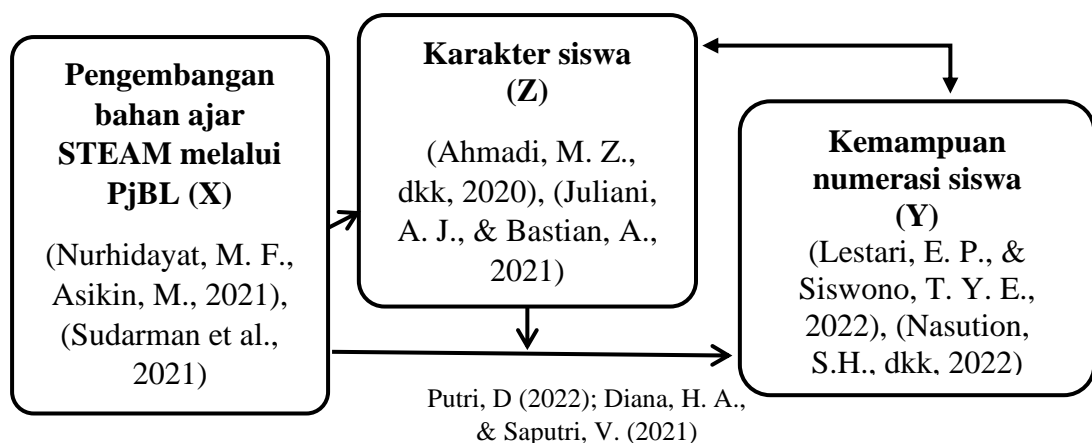 Pengembangan
bahan ajar
STEAM melalui
PjBL (X)
(Nurhidayat, M. F.,
Asikin, M., 2021),
(Sudarman et al.,
2021)
Karakter siswa
(Z)
(Ahmadi, M. Z.,
dkk, 2020), (Juliani,
A. J., & Bastian, A.,
2021)
Kemampuan
numerasi siswa
(Y)
(Lestari, E. P., &
Siswono, T. Y. E.,
2022), (Nasution,
S.H., dkk, 2022)
Putri, D (2022); Diana, H. A.,
& Saputri, V. (2021)